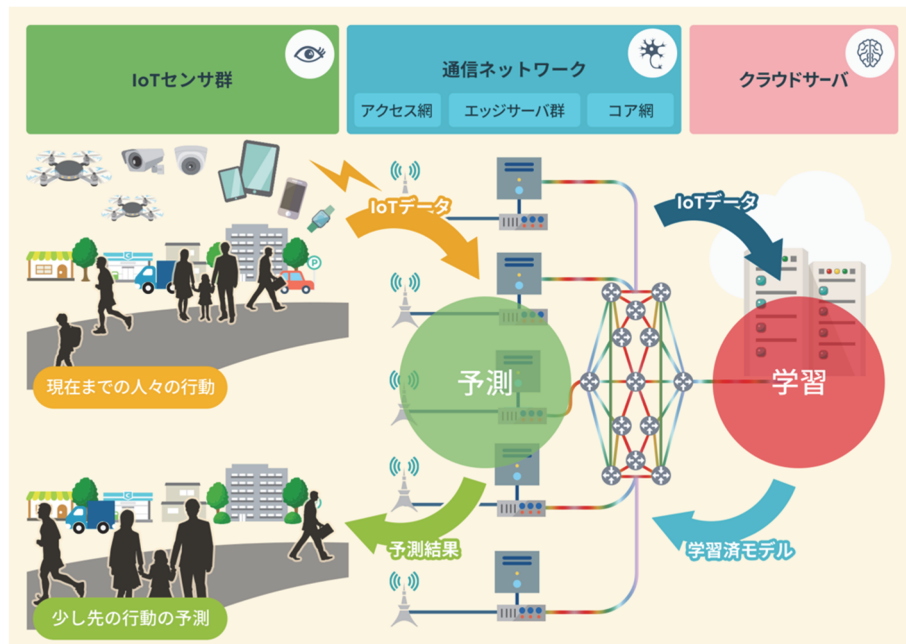 IoTセンサ群
通信ネットワーク
アクセス網
エッジサーバ群
コア網
クラウドサーバ
IoTデータ
IoTデータ
P
現在までの人々の行動
予測
学習
予測結果
学習済モデル
少し先の行動の予測